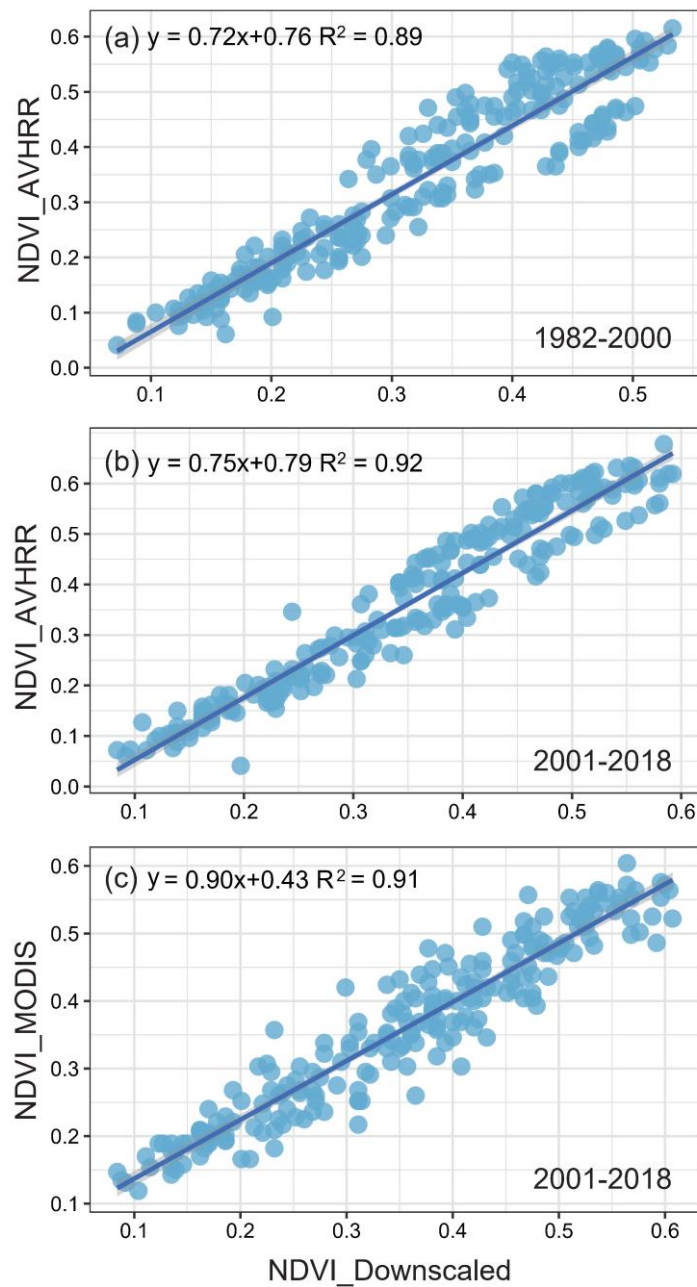 (a) y = 0.72x+0.76 R² = 0.89
0.6
0.5
0.4
0.3
0.2
0.1
0.0
NDVI_AVHRR
1982-2000
0.1 0.2 0.3 0.4 0.5
(b) y = 0.75x+0.79 R² = 0.92
0.6
0.5
0.4
0.3
0.2
0.1
0.0
NDVI_AVHRR
2001-2018
0.1 0.2 0.3 0.4 0.5 0.6
(c) y = 0.90x+0.43 R² = 0.91
0.6
0.5
0.4
0.3
0.2
0.1
NDVI_MODIS
2001-2018
0.1 0.2 0.3 0.4 0.5 0.6
NDVI_Downscaled